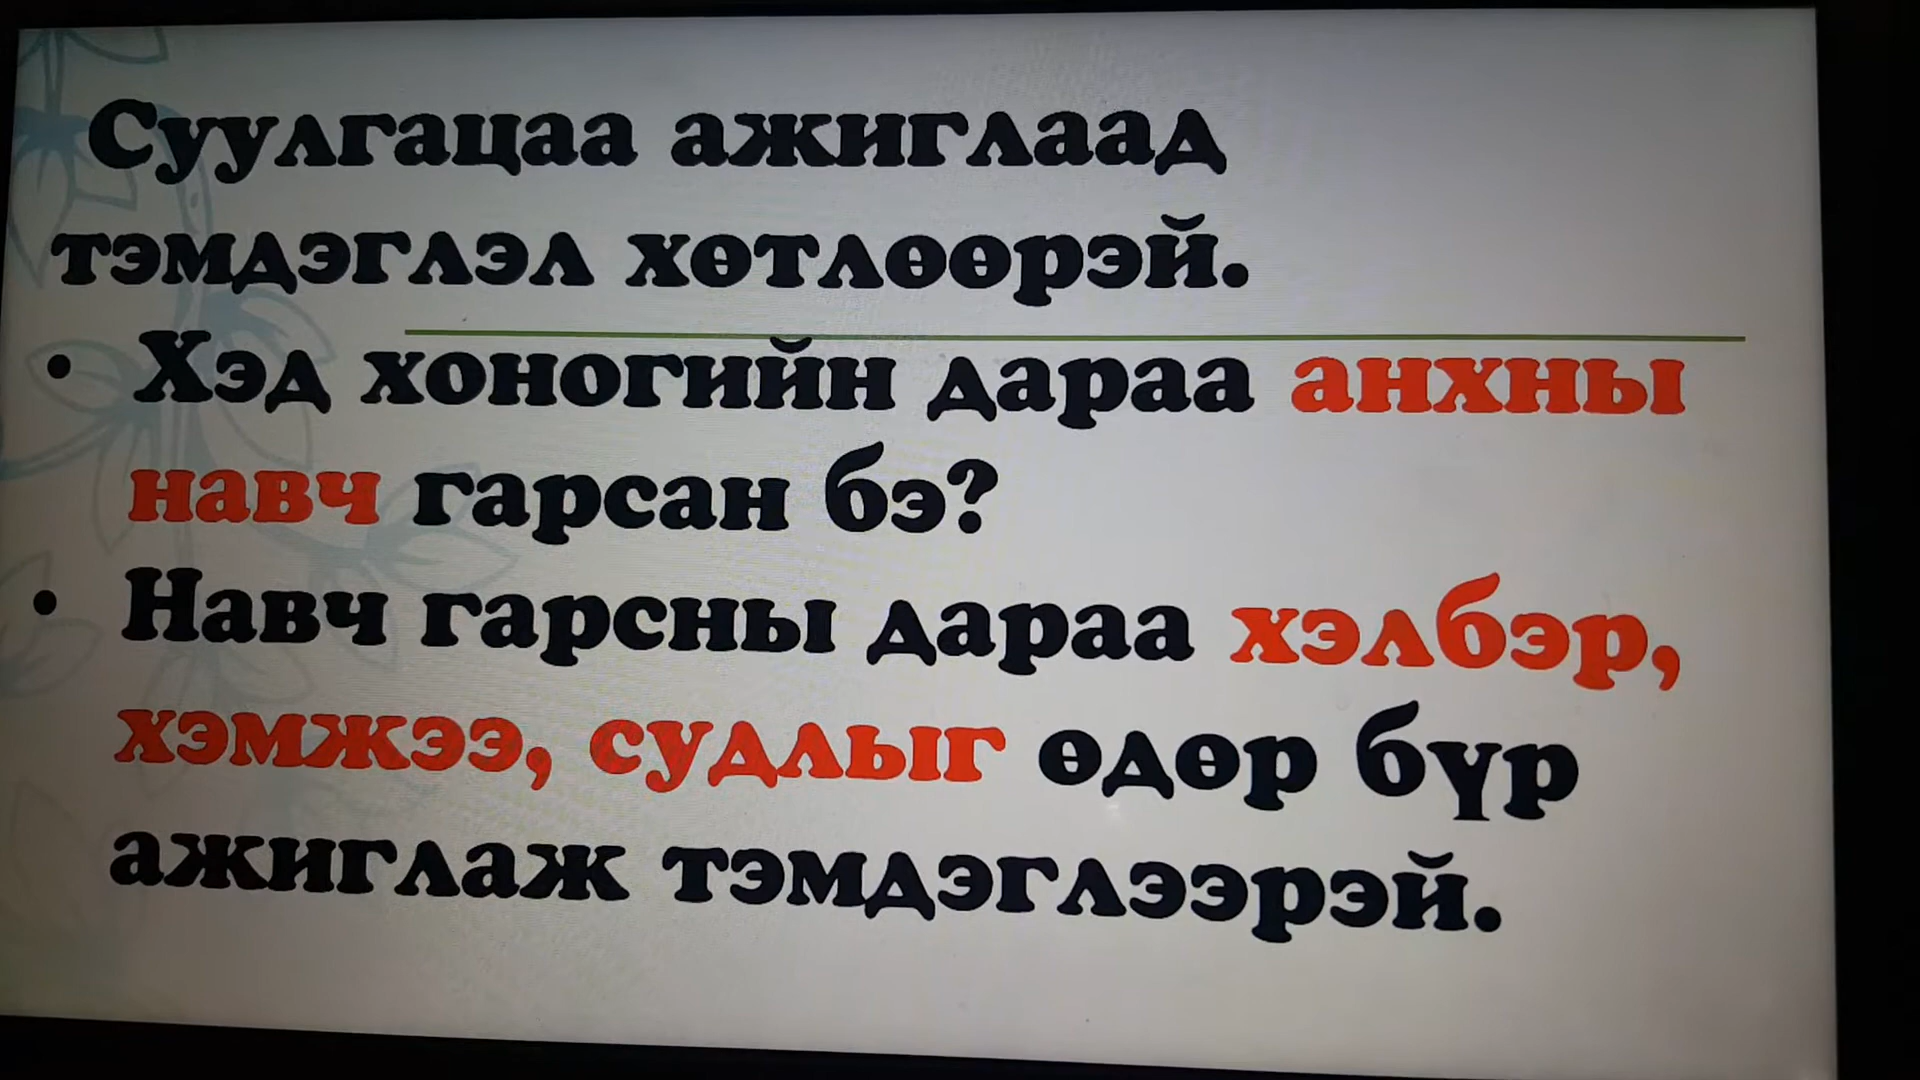 Суулгацаа ажиглаад
тэмдэглэл хөтлөөрэй.
• Хэд хоногийн дараа анхны
навч гарсан бэ?
• Навч гарсны дараа хэлбэр,
хэмжээ, судлыг өдөр бүр
ажиглаж тэмдэглээрэй.